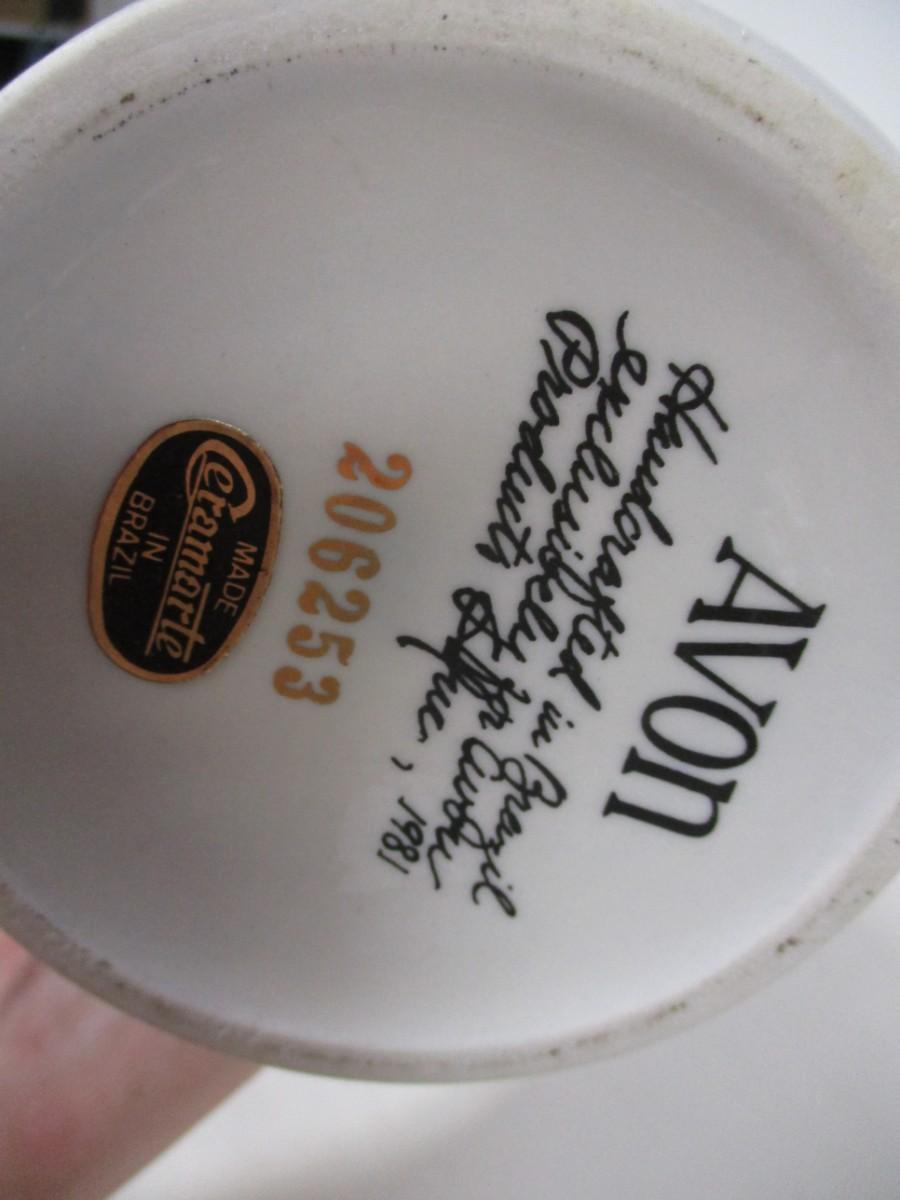 AVON
Handcrafted in Brazil
exclusively for Avon
Products, Inc., 1981
206253
MADE
Ceramarte
IN
BRAZIL